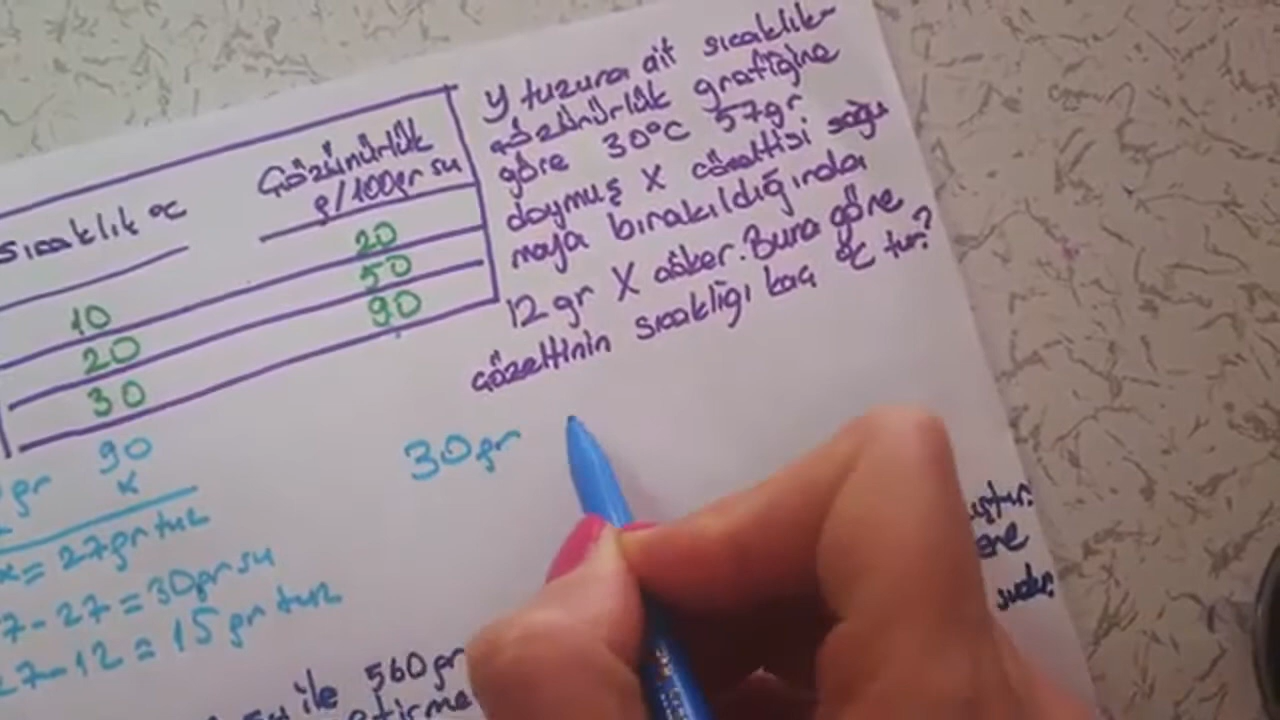 Sıcaklık °C
Çözünürlük
g/100gr su
10
20
20
50
30
90
Y tuzuna ait sıcaklık-
çözünürlük grafiğine
göre 30°C 57gr
doymuş X çözeltisi soğu
maya bırakıldığında
12 gr X çöker. Buna göre
çözeltinin sıcaklığı kaç °C tur?
gr 90
x
x = 27gr tuz
7-27 = 30gr su
27-12 = 15 gr tuz
30gr
ile 560gr